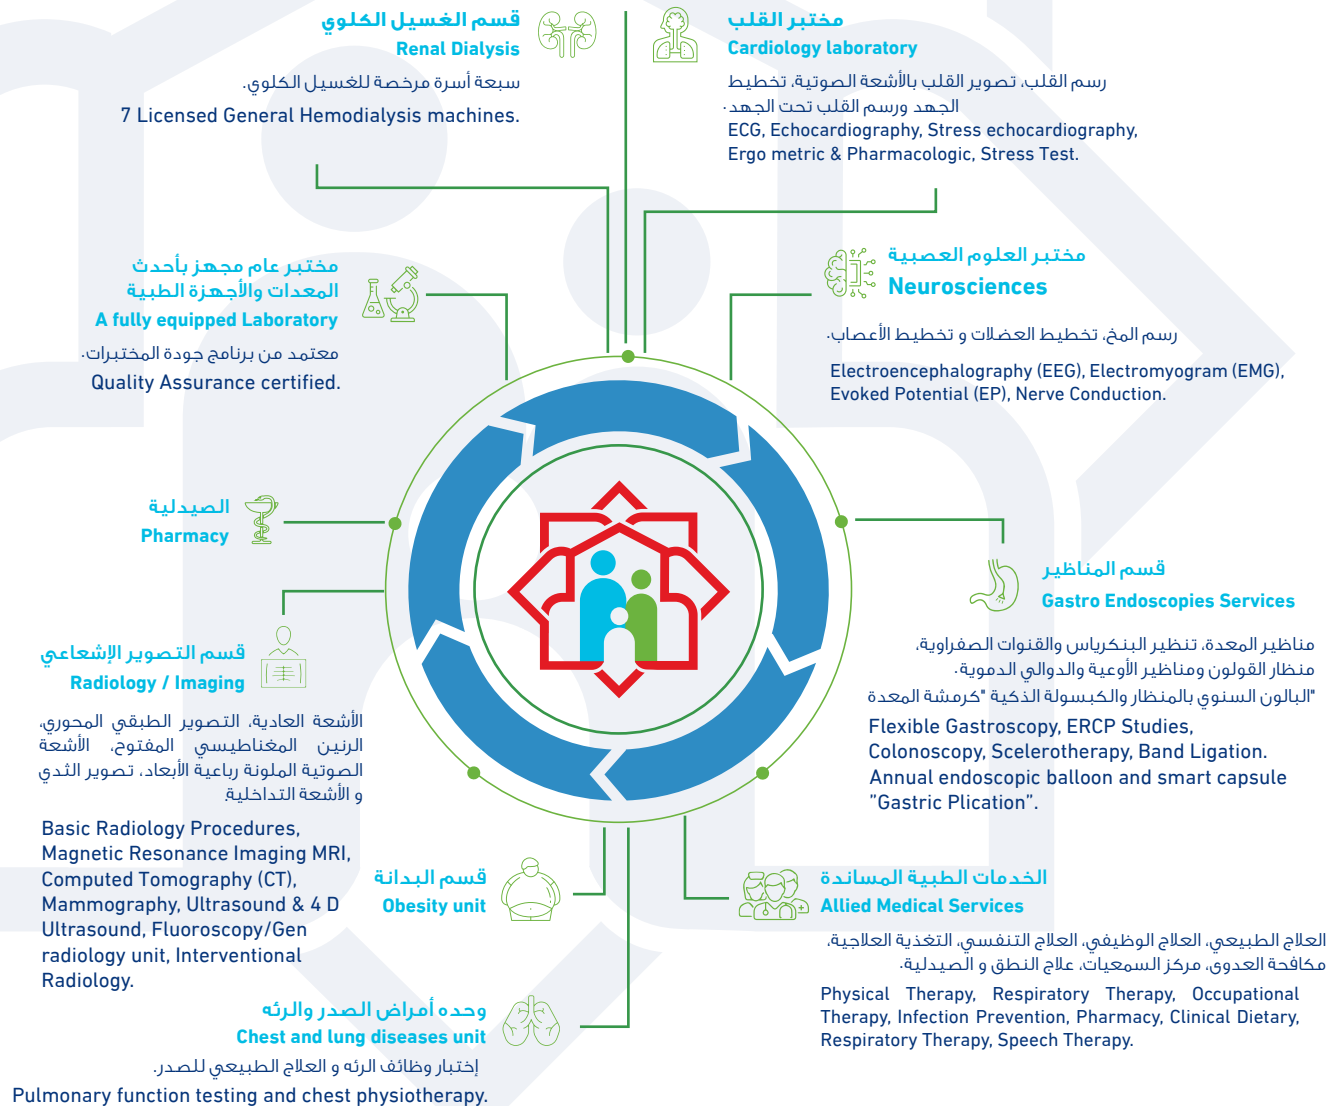 قسم الغسيل الكلوي
Renal Dialysis
سبعة أسرة مرخصة للغسيل الكلوي.
7 Licensed General Hemodialysis machines.
مختبر القلب
Cardiology laboratory
رسم القلب، تصوير القلب بالأشعة الصوتية، تخطيط
الجهد ورسم القلب تحت الجهد.
ECG, Echocardiography, Stress echocardiography,
Ergo metric & Pharmacologic, Stress Test.
مختبر عام مجهز بأحدث
المعدات والأجهزة الطبية
A fully equipped Laboratory
معتمد من برنامج جودة المختبرات.
Quality Assurance certified.
مختبر العلوم العصبية
Neurosciences
رسم المخ، تخطيط العضلات و تخطيط الأعصاب.
Electroencephalography (EEG), Electromyogram (EMG),
Evoked Potential (EP), Nerve Conduction.
الصيدلية
Pharmacy
قسم المناظير
Gastro Endoscopies Services
مناظير المعدة، تنظير البنكرياس والقنوات الصفراوية،
منظار القولون ومناظير الأوعية والدوالي الدموية.
البالون السنوي بالمنظار والكبسولة الذكية "كرمشة المعدة"
Flexible Gastroscopy, ERCP Studies,
Colonoscopy, Scelerotherapy, Band Ligation.
Annual endoscopic balloon and smart capsule
”Gastric Plication”.
قسم التصوير الإشعاعي
Radiology / Imaging
الأشعة العادية، التصوير الطبقي المحوري،
الرنين المغناطيسي المفتوح، الأشعة
الصوتية الملونة رباعية الأبعاد، تصوير الثدي
و الأشعة التداخلية.
Basic Radiology Procedures,
Magnetic Resonance Imaging MRI,
Computed Tomography (CT),
Mammography, Ultrasound & 4 D
Ultrasound, Fluoroscopy/Gen
radiology unit, Interventional
Radiology.
قسم البدانة
Obesity unit
الخدمات الطبية المساندة
Allied Medical Services
العلاج الطبيعي، العلاج الوظيفي، العلاج التنفسي، التغذية العلاجية،
مكافحة العدوى، مركز السمعيات، علاج النطق و الصيدلية.
Physical Therapy, Respiratory Therapy, Occupational
Therapy, Infection Prevention, Pharmacy, Clinical Dietary,
Respiratory Therapy, Speech Therapy.
وحده أمراض الصدر والرئه
Chest and lung diseases unit
إختبار وظائف الرئه و العلاج الطبيعي للصدر.
Pulmonary function testing and chest physiotherapy.